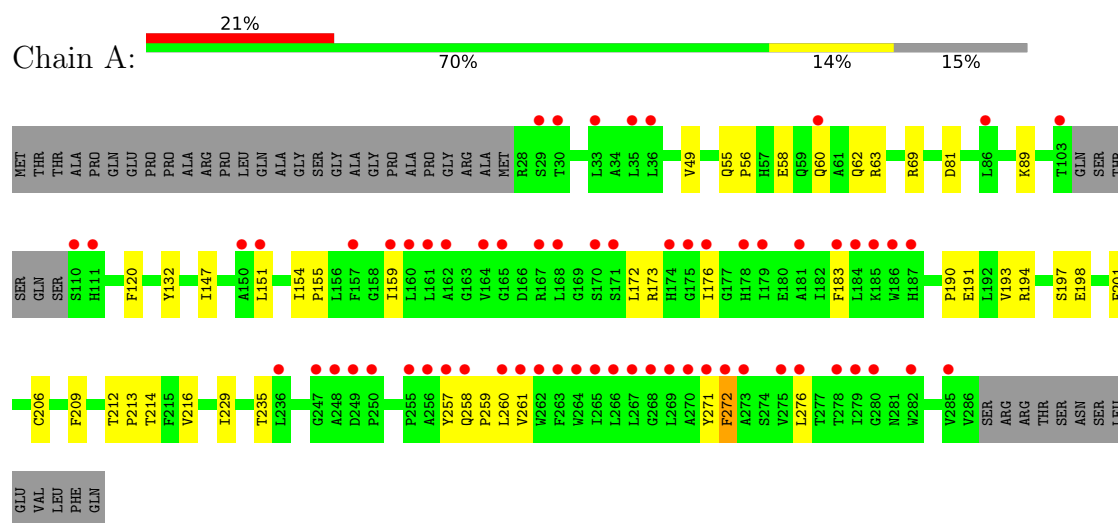 21%
Chain A:
70% 14% 15%
MET THR THR ALA PRO GLN GLU PRO PRO ALA ARG PRO LEU GLN ALA GLY SER GLY ALA GLY PRO ALA PRO GLY ARG ALA MET R28 S29 T30 L33 A34 L35 L36 V49 Q55 P56 H57 E58 Q59 Q60 A61 Q62 R63 R69 D81 L86 K89 T103 GLN SER THR
SER GLN SER S110 H111 F120 Y132 I147 A150 L151 I154 P155 L156 F157 G158 I159 L160 L161 A162 G163 V164 G165 D166 R167 L168 G169 S170 S171 L172 R173 H174 G175 I176 G177 H178 I179 E180 A181 I182 F183 L184 K185 W186 H187 P190 E191 L192 V193 R194 S197 E198
C206 F209 T212 P213 T214 F215 V216 I229 T235 L236 G247 A248 D249 P250 P255 A256 Y257 Q258 P259 L260 V261 W262 F263 W264 I265 L266 L267 G268 L269 A270 Y271 F272 A273 S274 V275 L276 T277 T278 I279 G280 N281 W282 V285 V286 SER ARG ARG THR SER ASN SER LEU
GLU VAL LEU PHE GLN